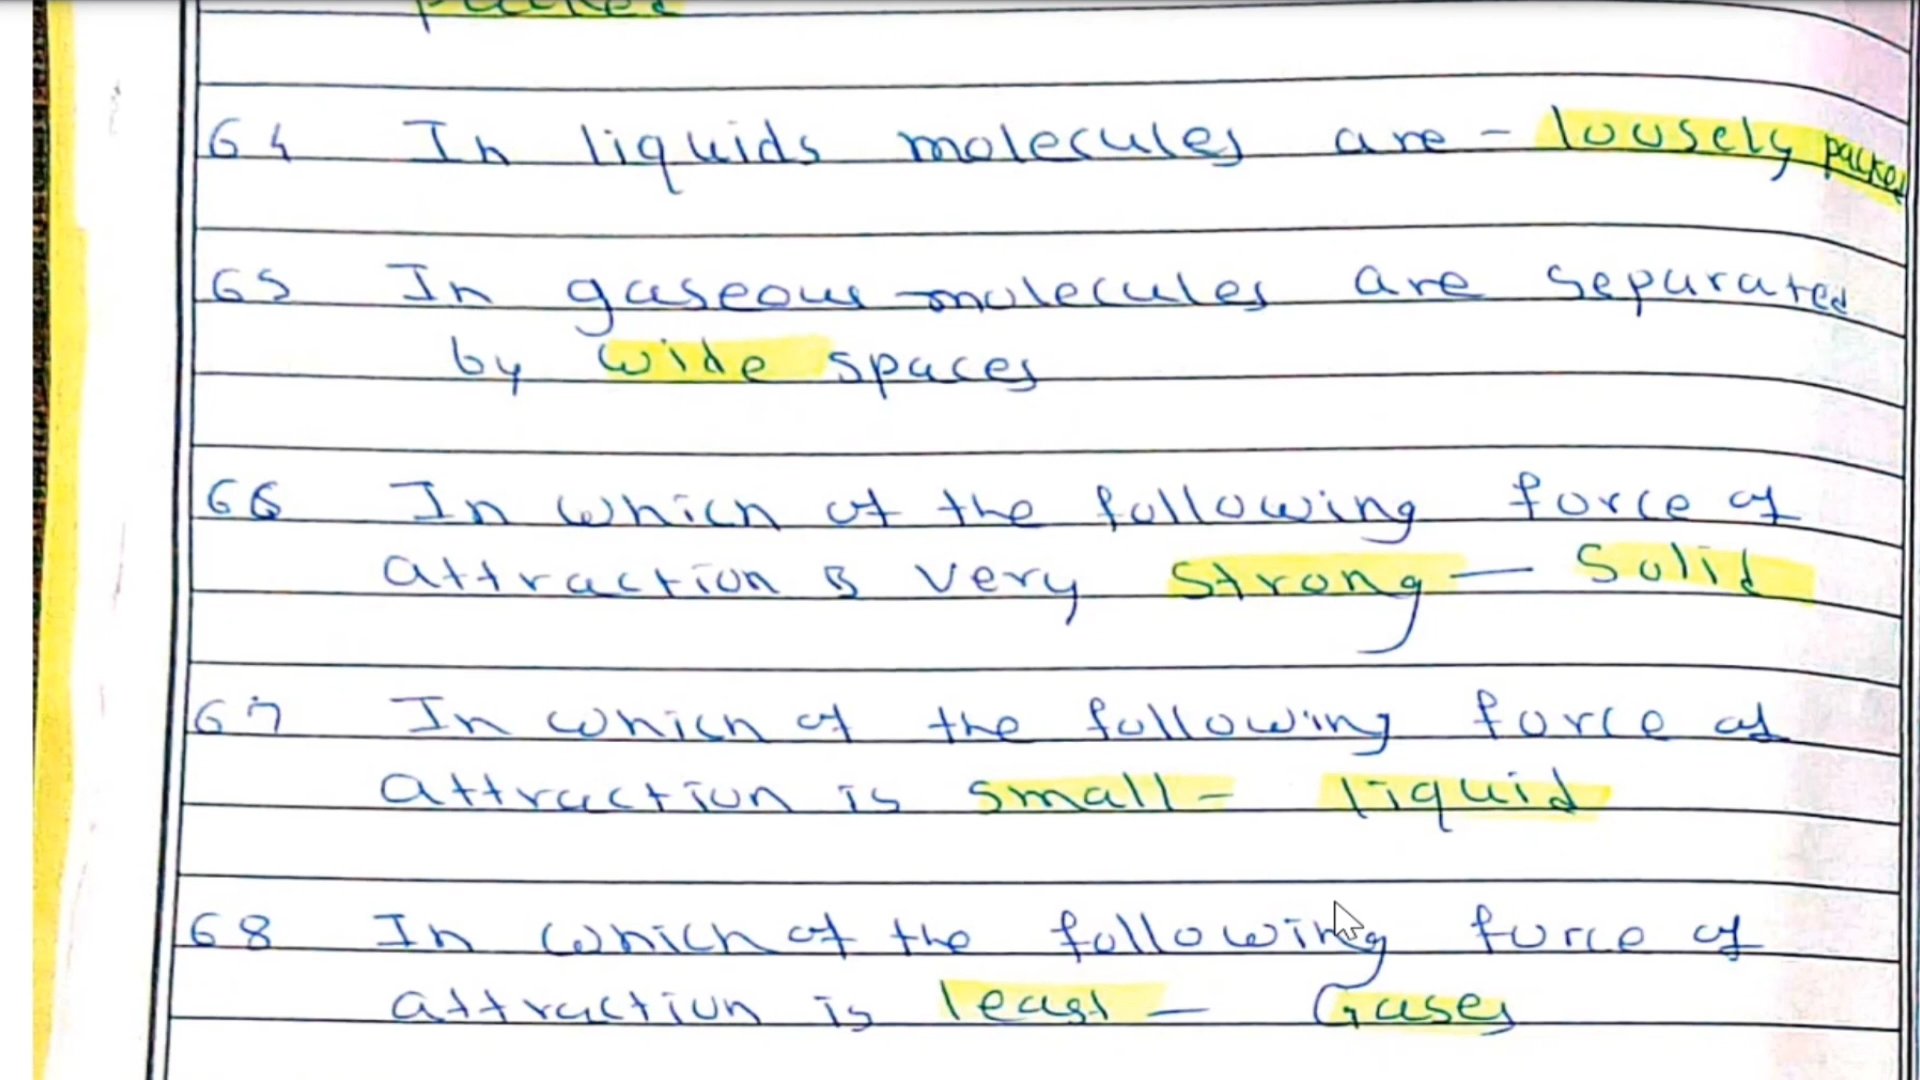 packed
64 In liquids molecules are - lousely packed
65 In gaseous molecules are separated
by wide spaces
66 In which of the following force of
attraction is very strong - Solid
67 In which of the following force of
attraction is small - liquid
68 In which of the following force of
attraction is least - Gases